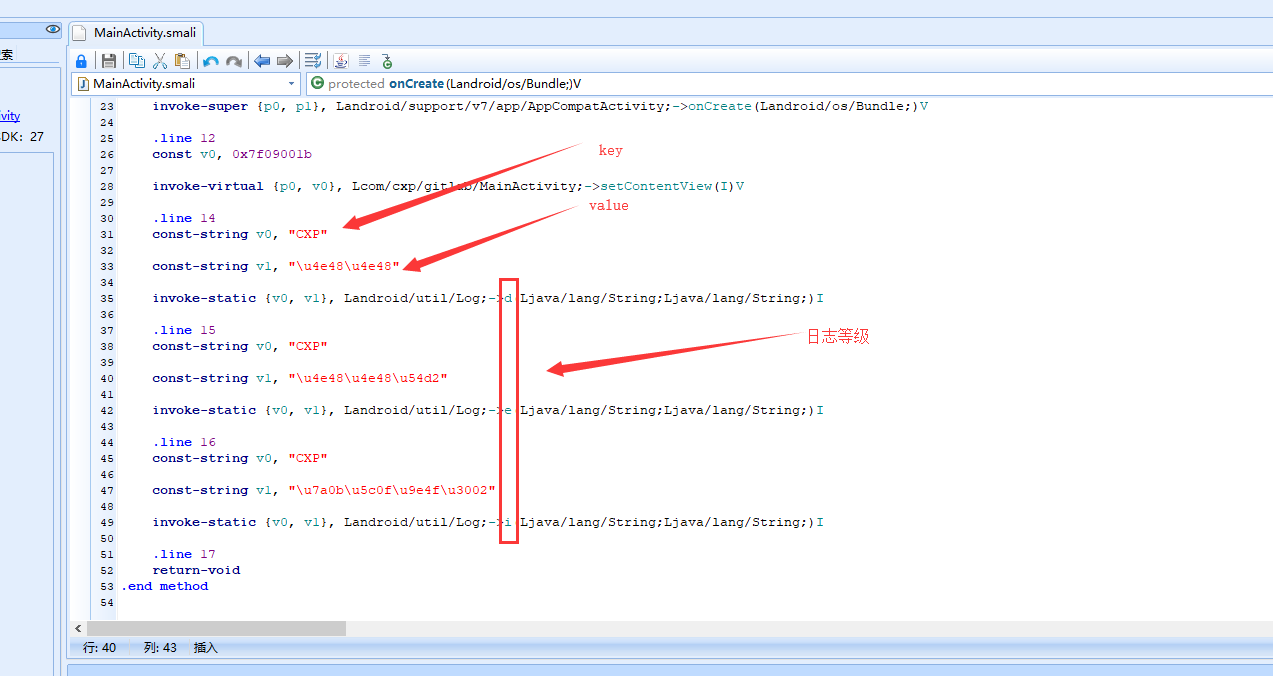 MainActivity.smali
索
MainActivity.smali
protected onCreate(Landroid/os/Bundle;)V
vity
DK: 27
23 invoke-super {p0, p1}, Landroid/support/v7/app/AppCompatActivity;->onCreate(Landroid/os/Bundle;)V
24
25 .line 12
26 const v0, 0x7f09001b
27
28 invoke-virtual {p0, v0}, Lcom/cxp/gitlab/MainActivity;->setContentView(I)V
29
30 .line 14
31 const-string v0, "CXP"
32
33 const-string v1, "\u4e48\u4e48"
34
35 invoke-static {v0, v1}, Landroid/util/Log;->d Ljava/lang/String;Ljava/lang/String;)I
36
37 .line 15
38 const-string v0, "CXP"
39
40 const-string v1, "\u4e48\u4e48\u54d2"
41
42 invoke-static {v0, v1}, Landroid/util/Log;->e Ljava/lang/String;Ljava/lang/String;)I
43
44 .line 16
45 const-string v0, "CXP"
46
47 const-string v1, "\u7a0b\u5c0f\u9e4f\u3002"
48
49 invoke-static {v0, v1}, Landroid/util/Log;->i Ljava/lang/String;Ljava/lang/String;)I
50
51 .line 17
52 return-void
53 .end method
54
key
value
日志等级
行: 40 列: 43 插入